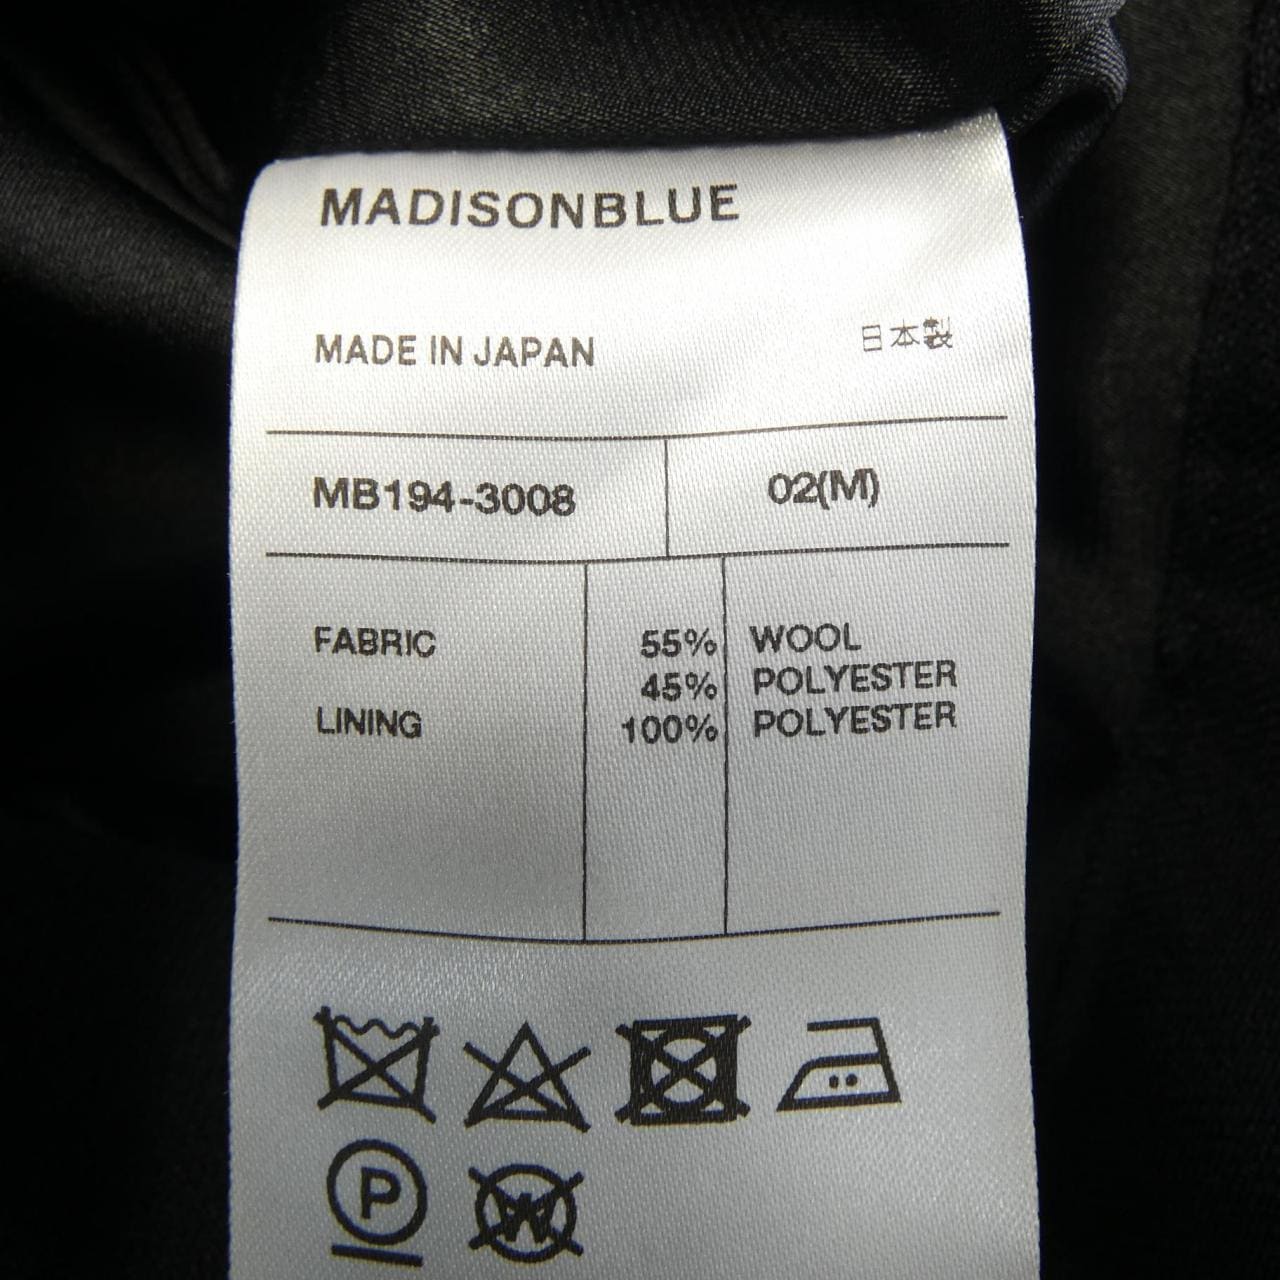 MADISONBLUE
MADE IN JAPAN 日本製
MB194-3008 02(M)
FABRIC 55% WOOL
45% POLYESTER
LINING 100% POLYESTER
P W